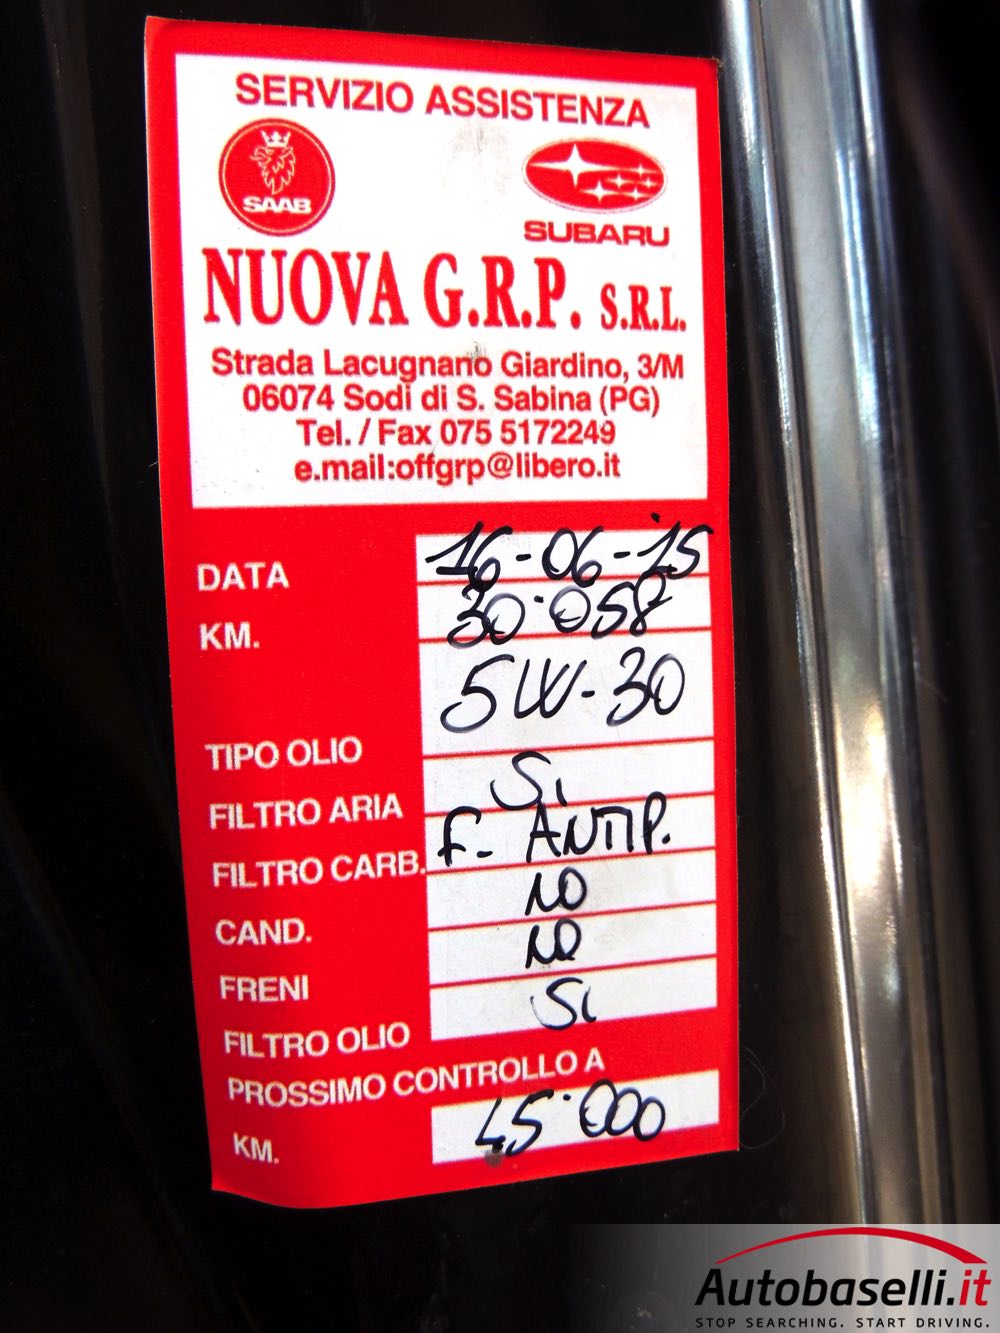 SERVIZIO ASSISTENZA
SAAB
SUBARU
NUOVA G.R.P. S.R.L.
Strada Lacugnano Giardino, 3/M
06074 Sodi di S. Sabina (PG)
Tel. / Fax 075 5172249
e.mail:offgrp@libero.it
DATA 16-06-15
KM. 30.058
TIPO OLIO 5W-30
FILTRO ARIA Si
FILTRO CARB. F. ANTIP.
CAND. NO
FRENI NO
FILTRO OLIO Si
PROSSIMO CONTROLLO A
KM. 45.000
Autobaselli.it
STOP SEARCHING. START DRIVING.